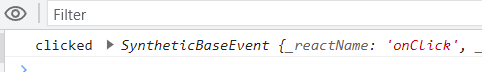 Filter
clicked ▶ SyntheticBaseEvent {_reactName: 'onClick', _
>